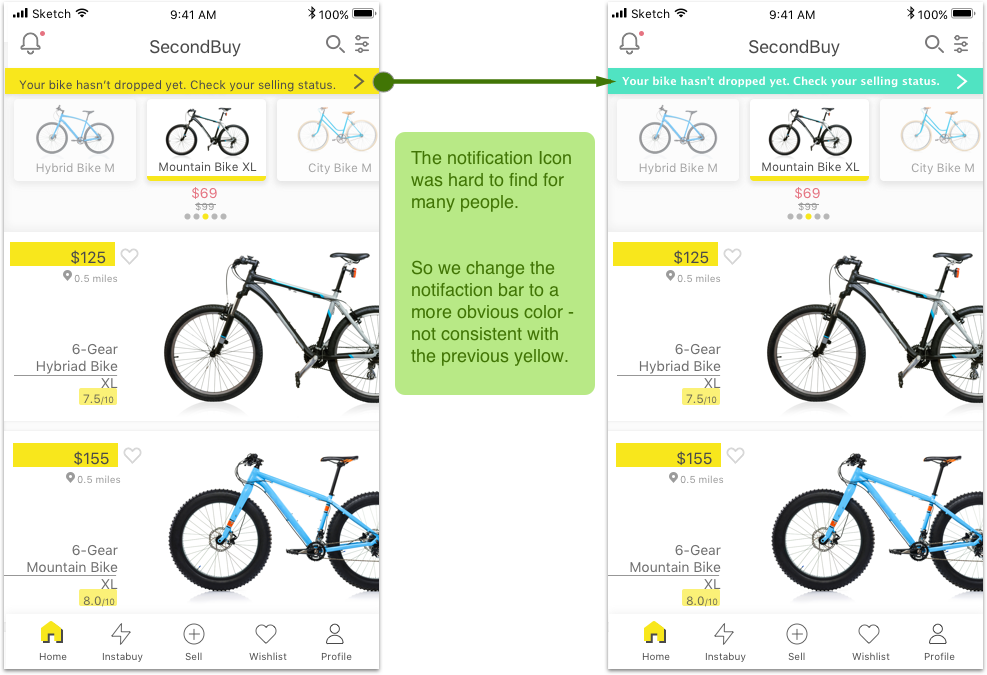 Sketch 9:41 AM 100%
SecondBuy
Your bike hasn't dropped yet. Check your selling status.
Hybrid Bike M
Mountain Bike XL
City Bike M
$69
$99
$125
0.5 miles
6-Gear
Hybriad Bike
XL
7.5/10
$155
0.5 miles
6-Gear
Mountain Bike
XL
8.0/10
Home Instabuy Sell Wishlist Profile
The notification Icon
was hard to find for
many people.
So we change the
notifaction bar to a
more obvious color -
not consistent with
the previous yellow.
Sketch 9:41 AM 100%
SecondBuy
Your bike hasn't dropped yet. Check your selling status.
Hybrid Bike M
Mountain Bike XL
City Bike M
$69
$99
$125
0.5 miles
6-Gear
Hybriad Bike
XL
7.5/10
$155
0.5 miles
6-Gear
Mountain Bike
XL
8.0/10
Home Instabuy Sell Wishlist Profile